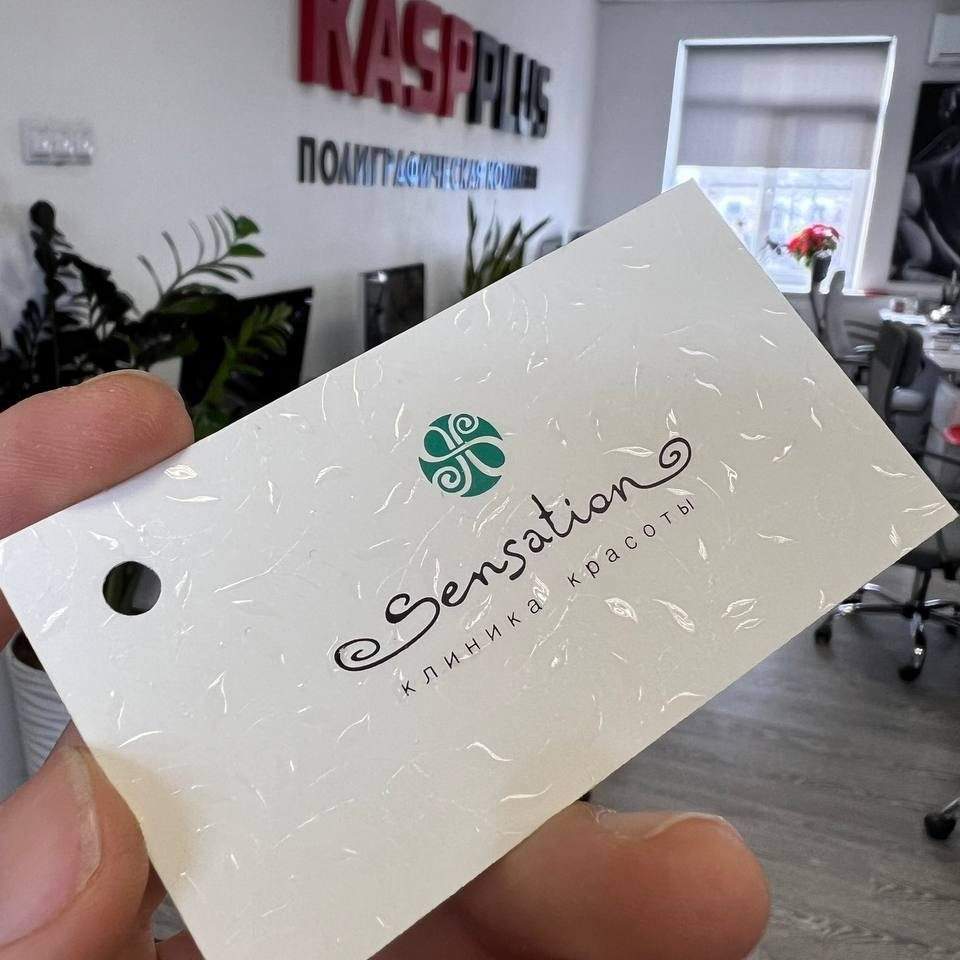 KASPPLUS
ПОЛИГРАФИЧЕСКАЯ КОМПАНИЯ
Sensation
клиника красоты